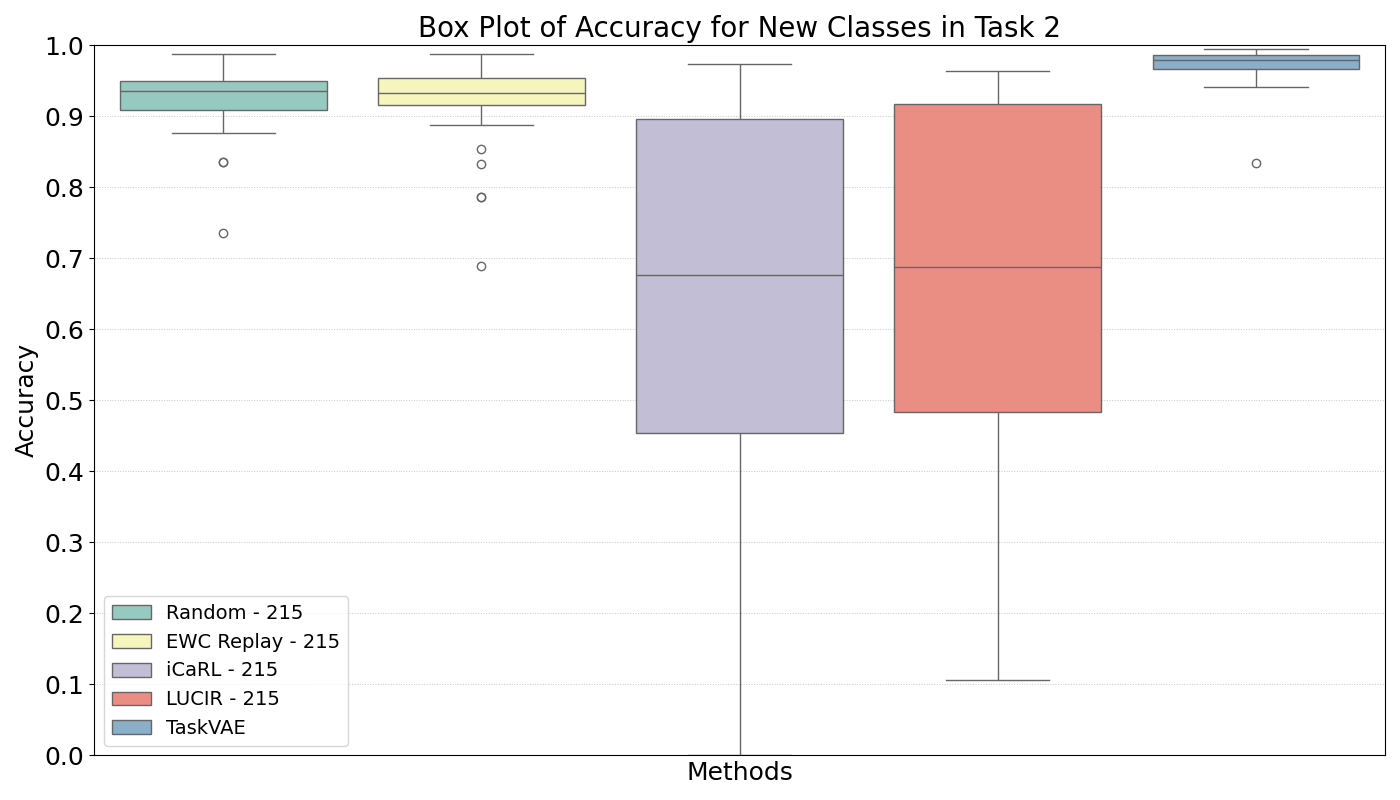 Box Plot of Accuracy for New Classes in Task 2
1.0
0.9
0.8
0.7
0.6
0.5
0.4
0.3
0.2
0.1
0.0
Accuracy
Methods
Random - 215
EWC Replay - 215
iCaRL - 215
LUCIR - 215
TaskVAE